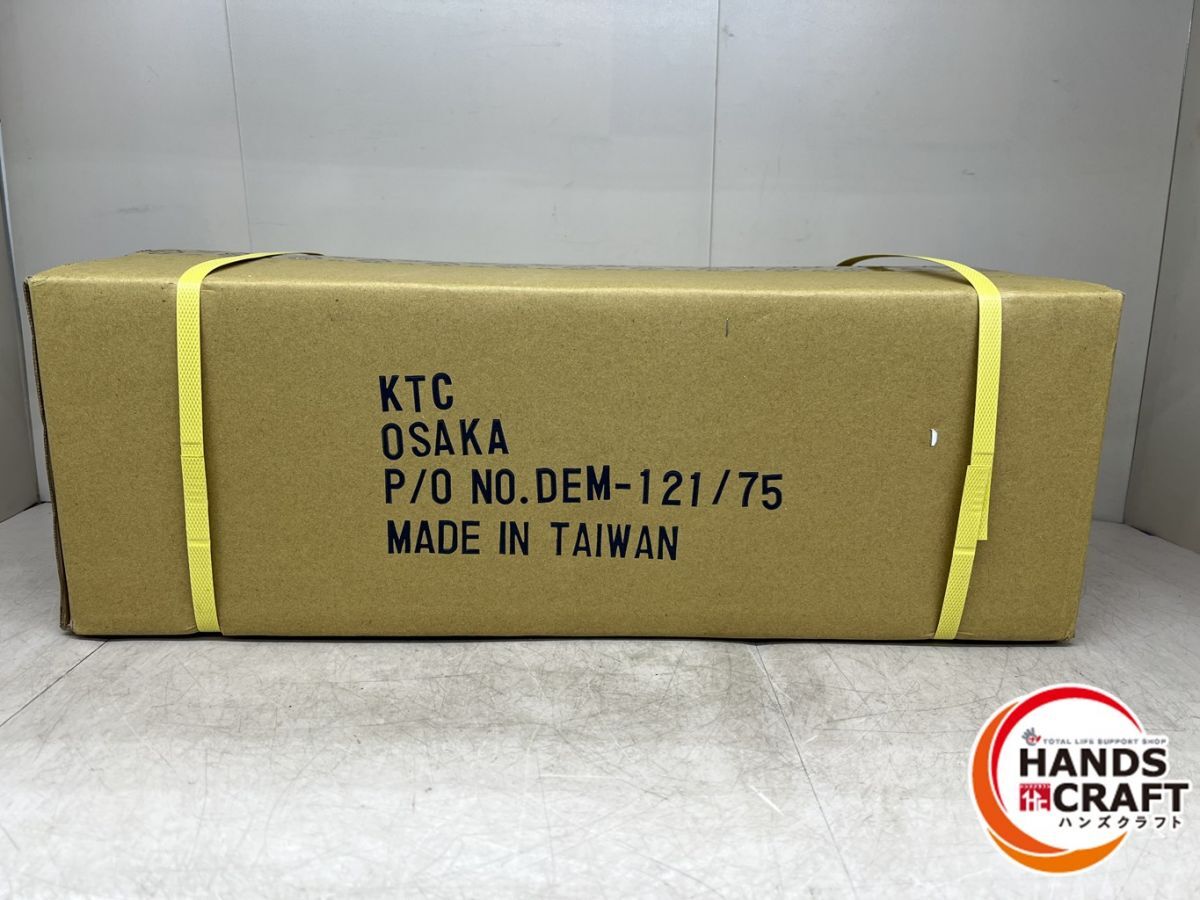 KTC
OSAKA
P/O NO.DEM-121/75
MADE IN TAIWAN
TOTAL LIFE SUPPORT SHOP
HANDS
CRAFT
ハンズクラフト